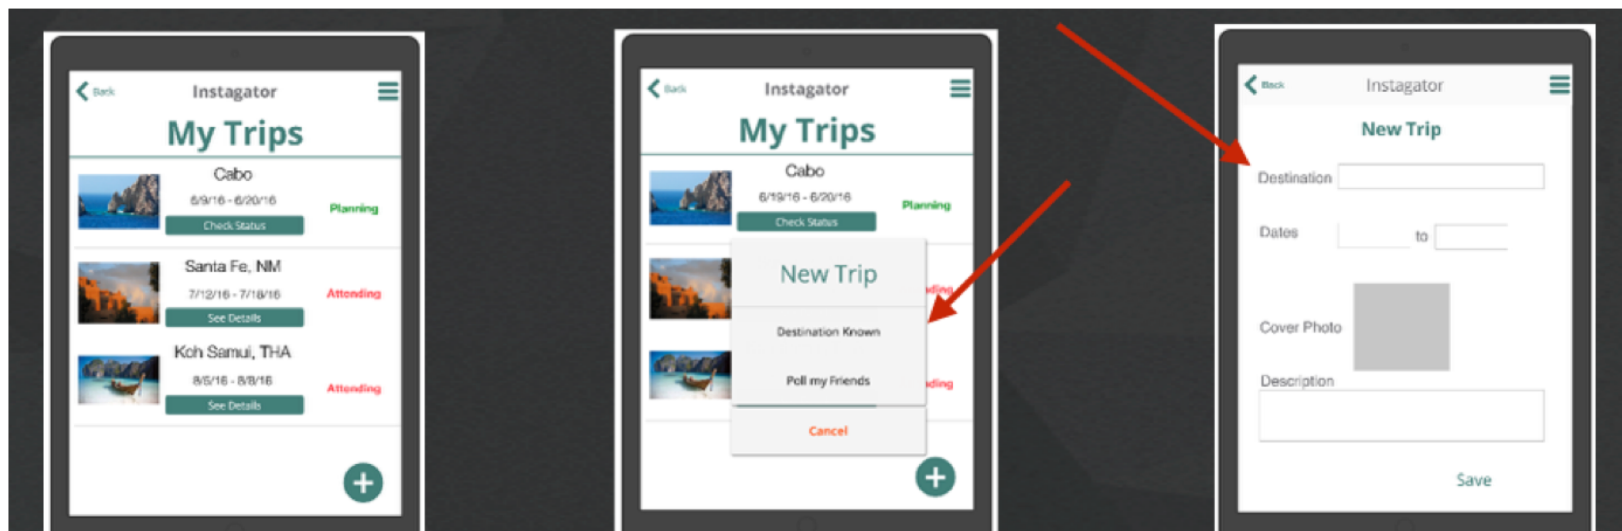 Back Instagator
My Trips
Cabo
6/9/16 - 6/20/16
Planning
Check Status
Santa Fe, NM
7/12/16 - 7/18/16
Attending
See Details
Koh Samui, THA
8/5/16 - 8/8/16
Attending
See Details
+
Back Instagator
My Trips
Cabo
6/19/16 - 6/20/16
Planning
Check Status
New Trip
nding
Destination Known
Poll my Friends
nding
Cancel
+
Back Instagator
New Trip
Destination
Dates to
Cover Photo
Description
Save